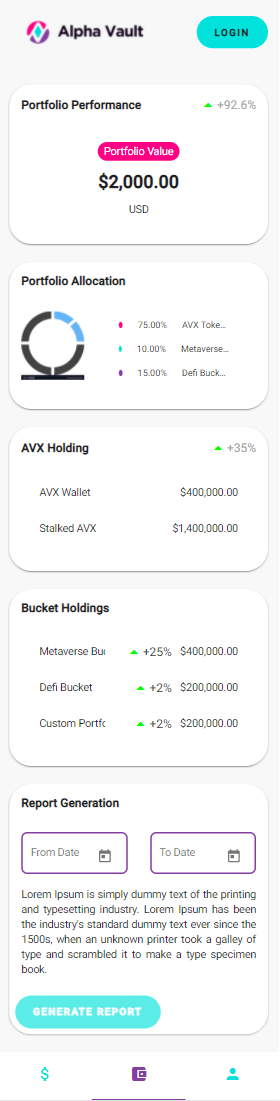 Alpha Vault
LOGIN
Portfolio Performance +92.6%
Portfolio Value
$2,000.00
USD
Portfolio Allocation
75.00% AVX Toke...
10.00% Metaverse...
15.00% Defi Buck...
AVX Holding +35%
AVX Wallet $400,000.00
Stalked AVX $1,400,000.00
Bucket Holdings
Metaverse Buc +25% $400,000.00
Defi Bucket +2% $200,000.00
Custom Portfo +2% $200,000.00
Report Generation
From Date To Date
Lorem Ipsum is simply dummy text of the printing
and typesetting industry. Lorem Ipsum has been
the industry's standard dummy text ever since the
1500s, when an unknown printer took a galley of
type and scrambled it to make a type specimen
book.
GENERATE REPORT